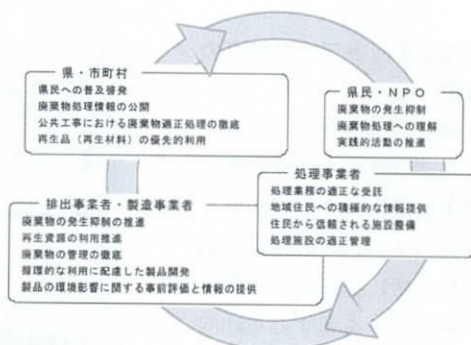 県・市町村
県民への普及啓発
廃棄物処理情報の公開
公共工事における廃棄物適正処理の徹底
再生品（再生材料）の優先的利用
県民・NPO
廃棄物の発生抑制
廃棄物処理への理解
実践的活動の推進
処理事業者
処理業務の適正な受託
地域住民への積極的な情報提供
住民から信頼される施設整備
処理施設の適正管理
排出事業者・製造事業者
廃棄物の発生抑制の推進
再生資源の利用推進
廃棄物の管理の徹底
循環的な利用に配慮した製品開発
製品の環境影響に関する事前評価と情報の提供